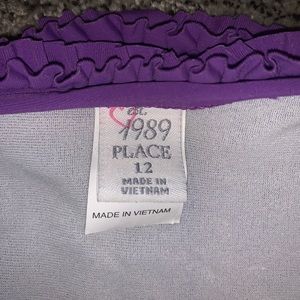 est.
1989
PLACE
12
MADE IN
VIETNAM
MADE IN VIETNAM